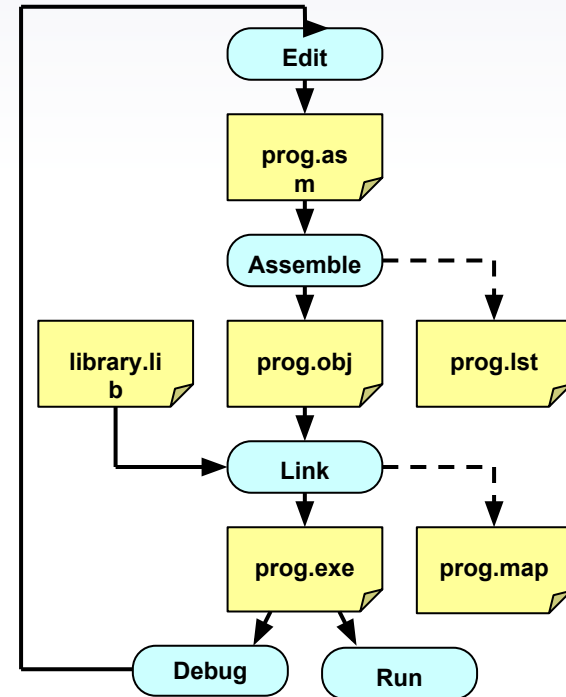 Edit
prog.as
m
Assemble
library.li
b
prog.obj
prog.lst
Link
prog.exe
prog.map
Debug
Run